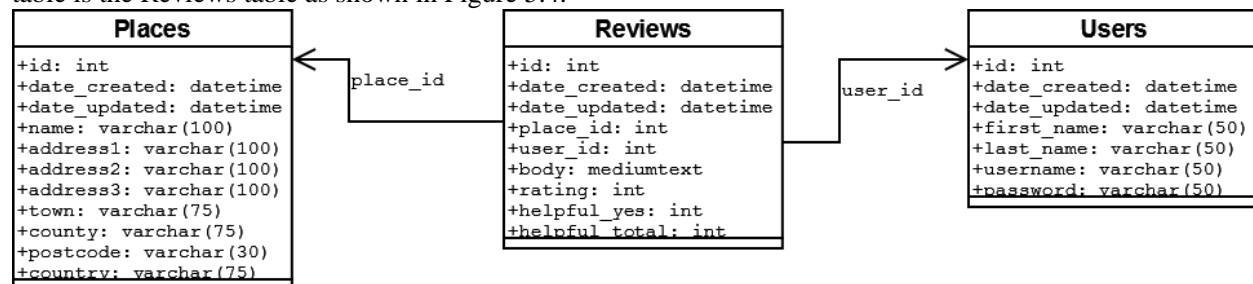 table is the Reviews table as shown in Figure 3.4.
Places
+id: int
+date_created: datetime
+date_updated: datetime
+name: varchar(100)
+address1: varchar(100)
+address2: varchar(100)
+address3: varchar(100)
+town: varchar(75)
+county: varchar(75)
+postcode: varchar(30)
+country: varchar(75)
place_id
Reviews
+id: int
+date_created: datetime
+date_updated: datetime
+place_id: int
+user_id: int
+body: mediumtext
+rating: int
+helpful_yes: int
+helpful_total: int
user_id
Users
+id: int
+date_created: datetime
+date_updated: datetime
+first_name: varchar(50)
+last_name: varchar(50)
+username: varchar(50)
+password: varchar(50)